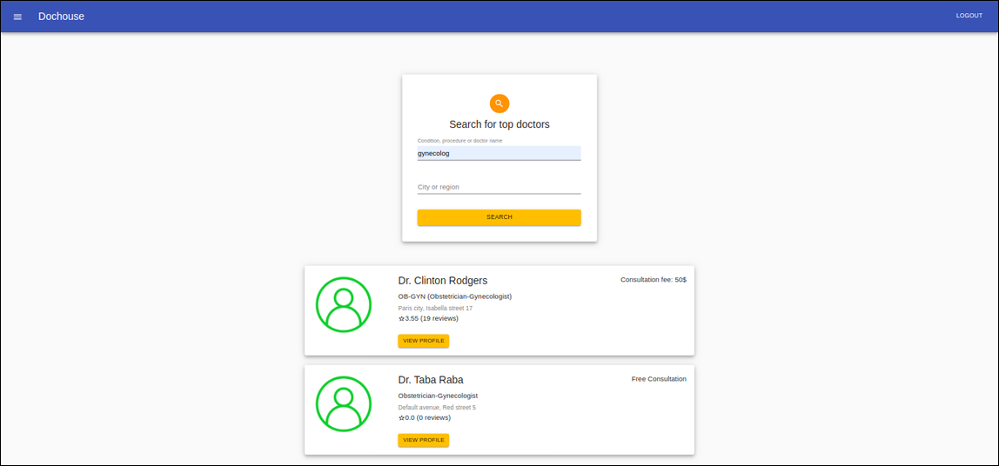 Dochouse
LOGOUT
Search for top doctors
Condition, procedure or doctor name
gynecolog
City or region
SEARCH
Dr. Clinton Rodgers
Consultation fee: 50$
OB-GYN (Obstetrician-Gynecologist)
Paris city, Isabella street 17
☆3.55 (19 reviews)
VIEW PROFILE
Dr. Taba Raba
Free Consultation
Obstetrician-Gynecologist
Default avenue, Red street 5
☆0.0 (0 reviews)
VIEW PROFILE